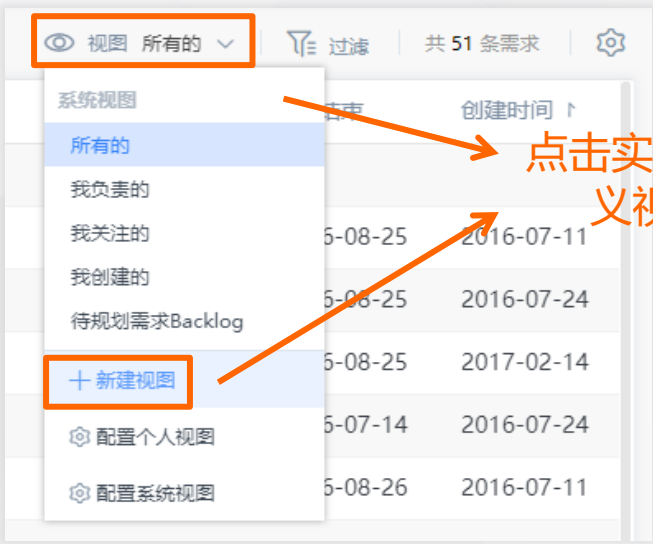 视图 所有的 过滤 共 51 条需求
系统视图
结束 创建时间
所有的
点击实
我负责的
义视
我关注的
6-08-25 2016-07-11
我创建的
6-08-25 2016-07-24
待规划需求Backlog
6-08-25 2017-02-14
新建视图
6-07-14 2016-07-24
配置个人视图
6-08-26 2016-07-11
配置系统视图